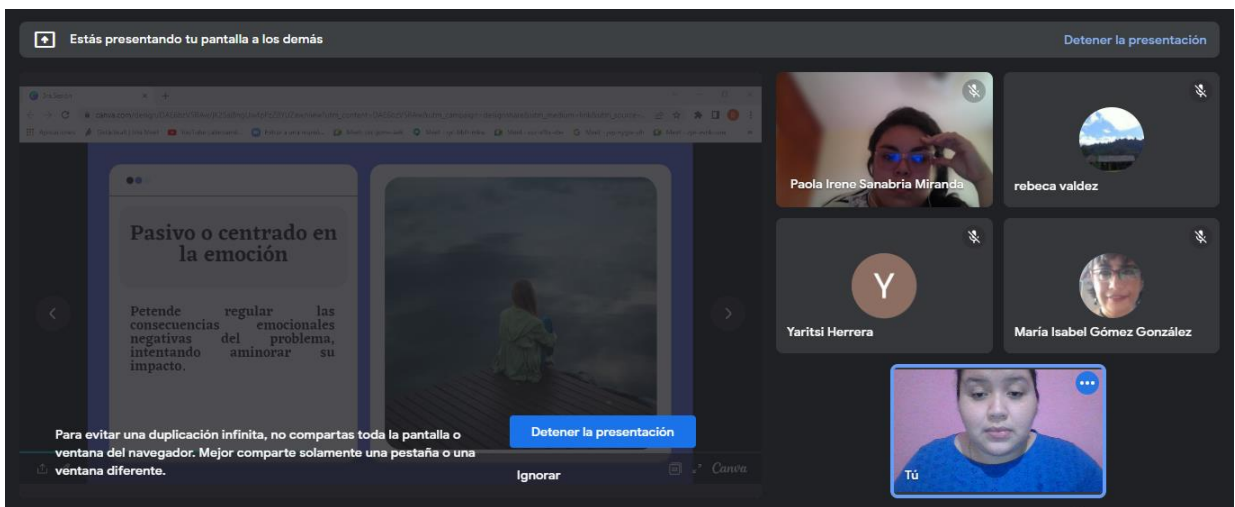 Estás presentando tu pantalla a los demás
Detener la presentación
Pasivo o centrado en
la emoción
Petende regular las
consecuencias emocionales
negativas del problema,
intentando aminorar su
impacto.
Para evitar una duplicación infinita, no compartas toda la pantalla o
ventana del navegador. Mejor comparte solamente una pestaña o una
ventana diferente.
Detener la presentación
Ignorar
Canva
Paola Irene Sanabria Miranda
rebeca valdez
Y
Yaritsi Herrera
María Isabel Gómez González
Tú